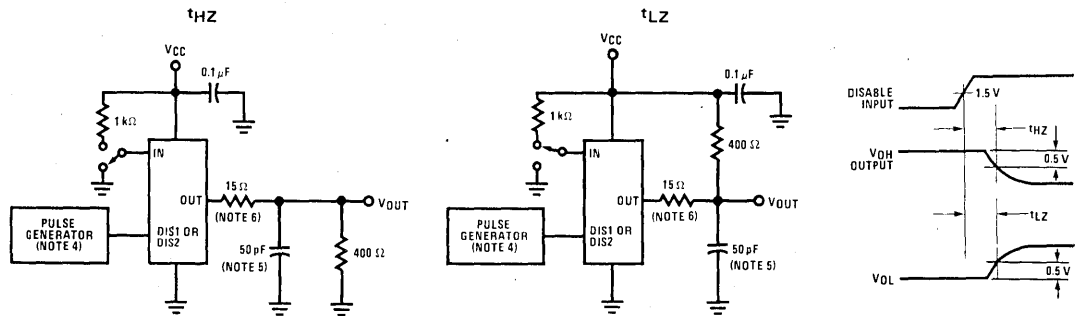 tHZ
VCC
0.1 μF
1 kΩ
IN
OUT
15 Ω
(NOTE 6)
VOUT
PULSE
GENERATOR
(NOTE 4)
DIS1 OR
DIS2
50 pF
(NOTE 5)
400 Ω
tLZ
VCC
0.1 μF
1 kΩ
400 Ω
IN
OUT
15 Ω
(NOTE 6)
VOUT
PULSE
GENERATOR
(NOTE 4)
DIS1 OR
DIS2
50 pF
(NOTE 5)
DISABLE
INPUT
1.5 V
tHZ
VOH
OUTPUT
0.5 V
tLZ
0.5 V
VOL